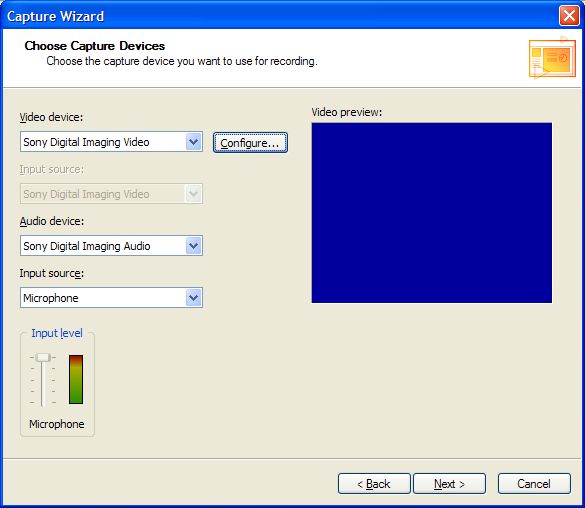 Capture Wizard
Choose Capture Devices
Choose the capture device you want to use for recording.
Video device:
Sony Digital Imaging Video
Configure...
Input source:
Sony Digital Imaging Video
Audio device:
Sony Digital Imaging Audio
Input source:
Microphone
Input level
Microphone
Video preview:
< Back
Next >
Cancel